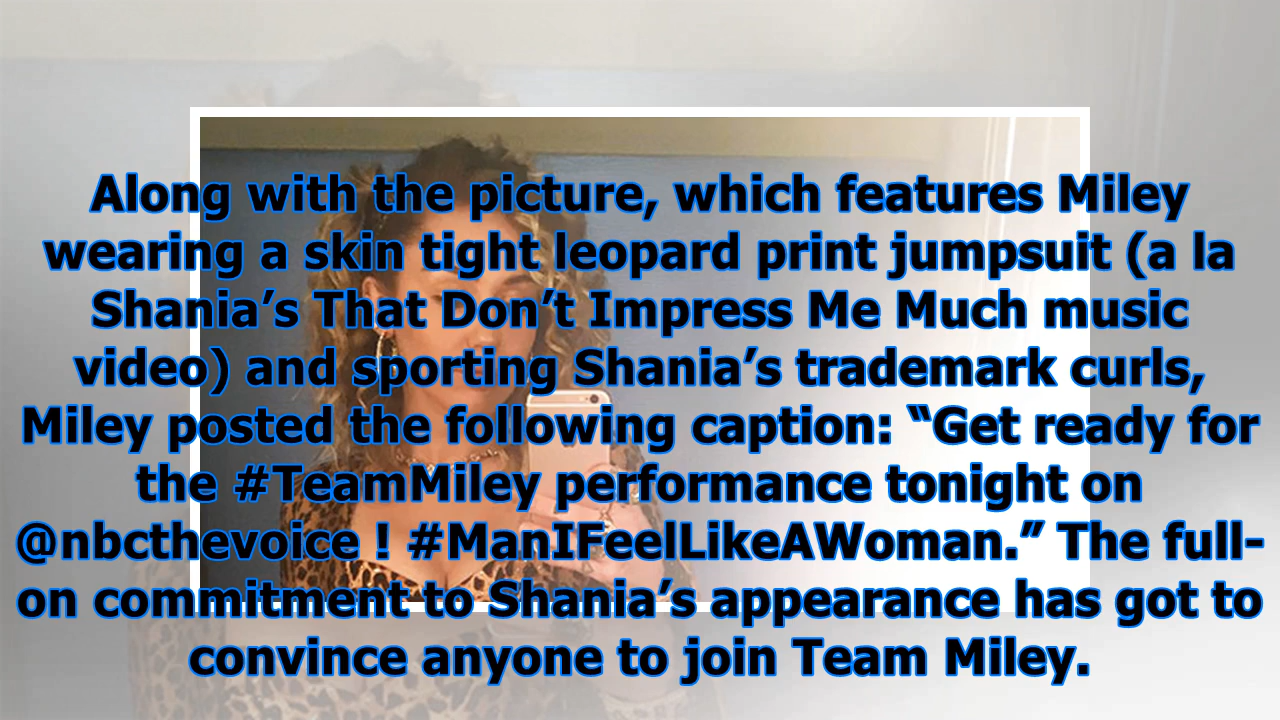 Along with the picture, which features Miley
wearing a skin tight leopard print jumpsuit (a la
Shania’s That Don’t Impress Me Much music
video) and sporting Shania’s trademark curls,
Miley posted the following caption: “Get ready for
the #TeamMiley performance tonight on
@nbcthevoice ! #ManIFeelLikeAWoman.” The full-
on commitment to Shania’s appearance has got to
convince anyone to join Team Miley.